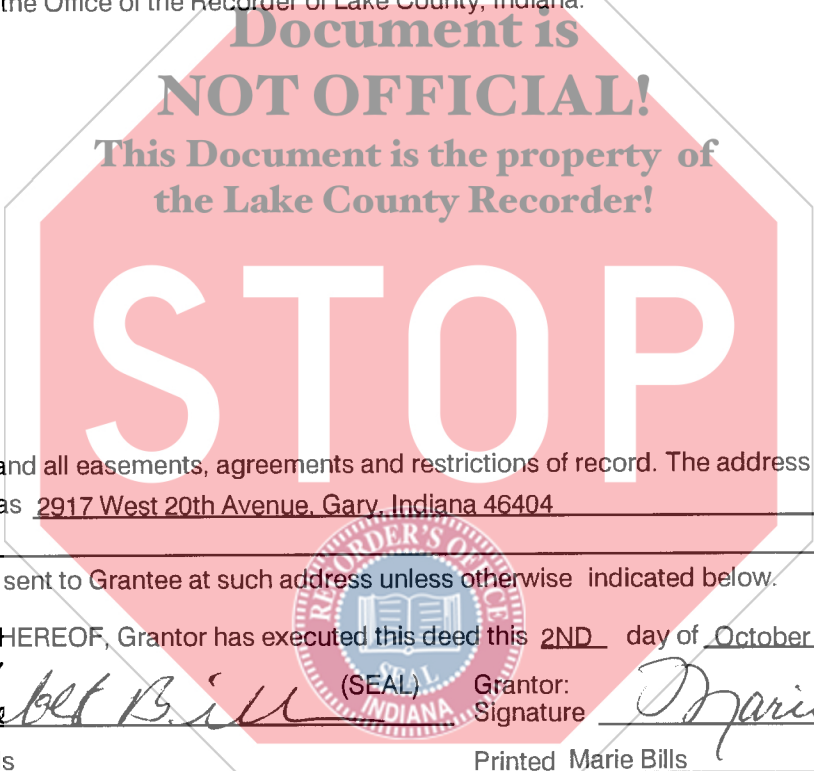 the Office of the Recorder of Lake County, Indiana.
Document is
NOT OFFICIAL!
This Document is the property of
the Lake County Recorder!
STOP
and all easements, agreements and restrictions of record. The address
as 2917 West 20th Avenue, Gary, Indiana 46404
RECORDER'S OFFICE
sent to Grantee at such address unless otherwise indicated below.
HEREOF, Grantor has executed this deed this 2ND day of October
SEAL
(SEAL) Grantor:
Bill
Signature Marie
INDIANA
s Printed Marie Bills